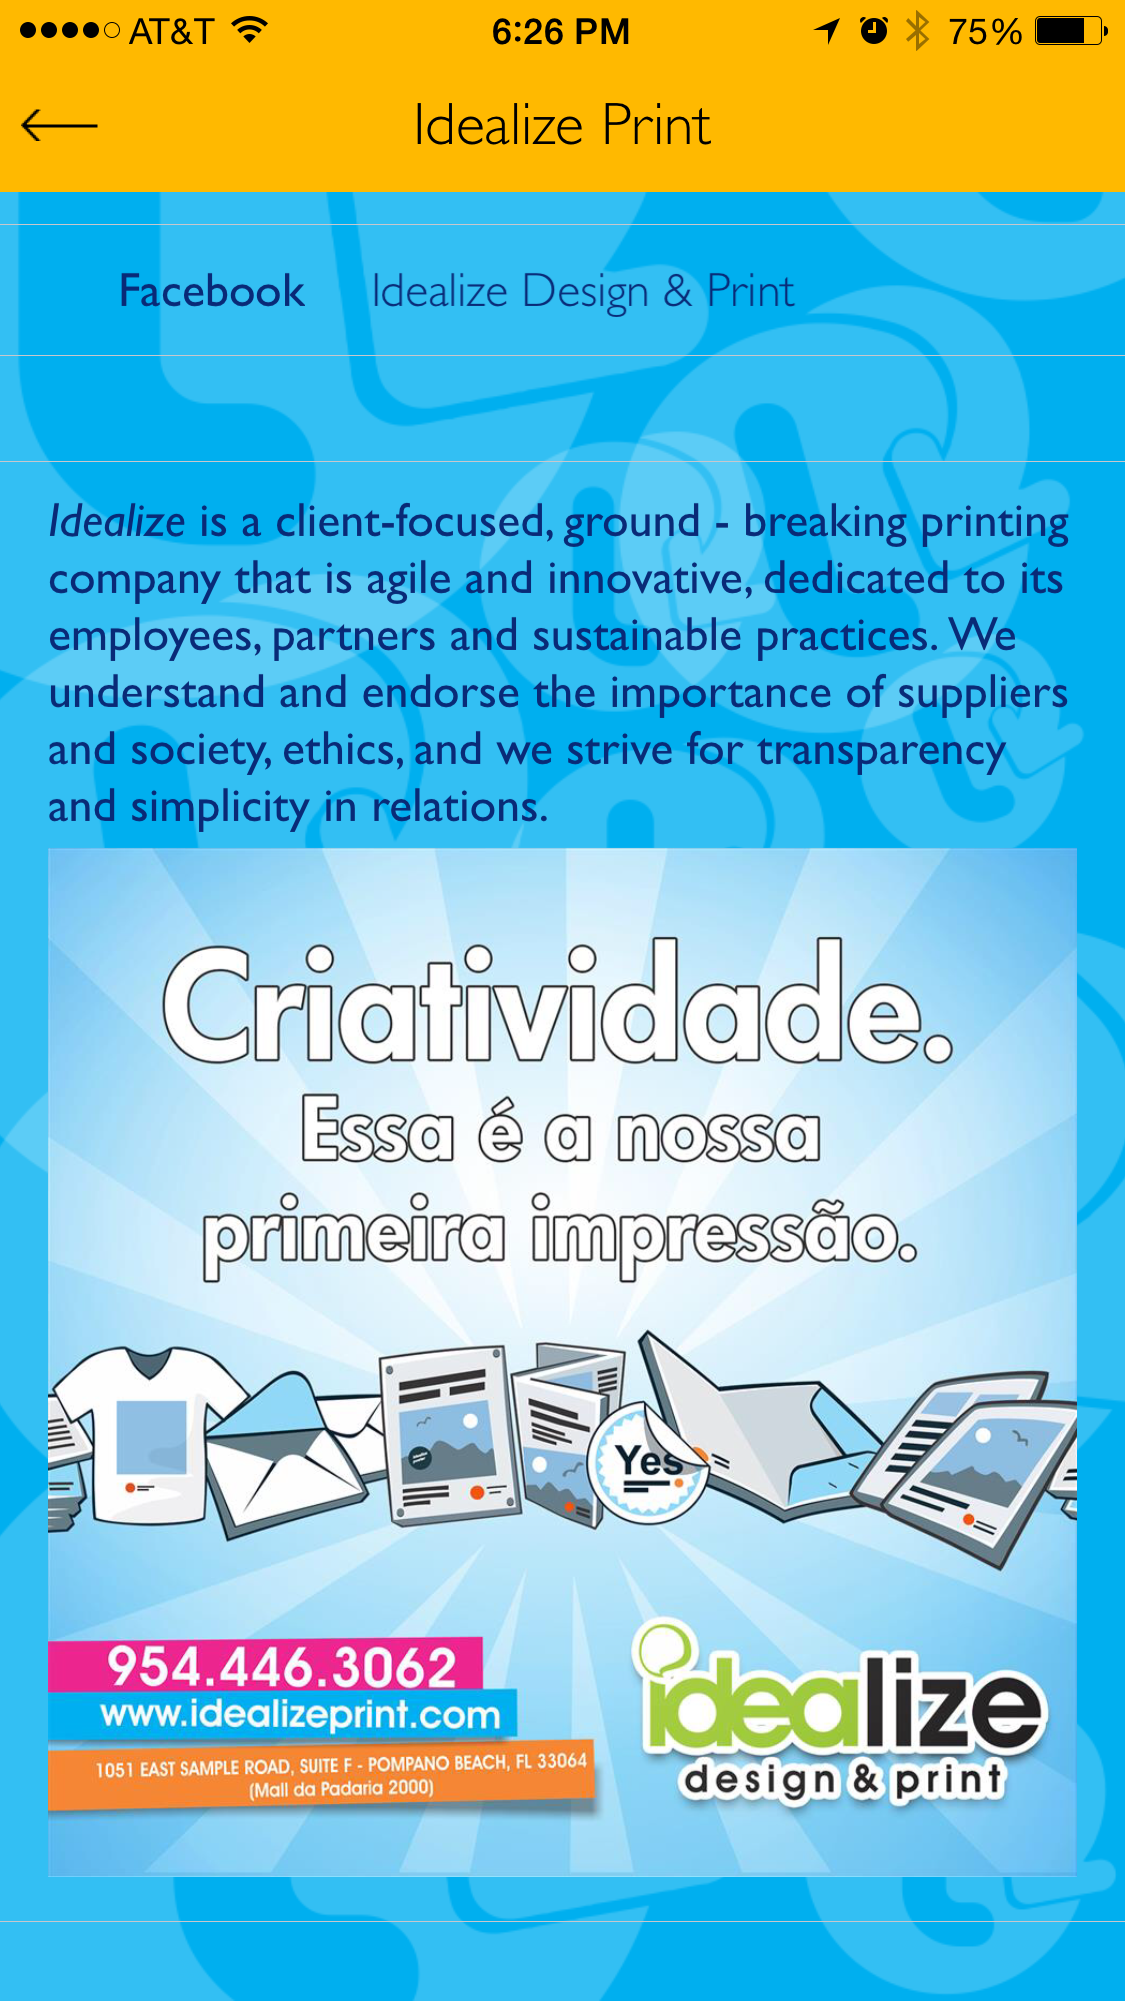 AT&T 6:26 PM 75%
Idealize Print
Facebook Idealize Design & Print
Idealize is a client-focused, ground - breaking printing
company that is agile and innovative, dedicated to its
employees, partners and sustainable practices. We
understand and endorse the importance of suppliers
and society, ethics, and we strive for transparency
and simplicity in relations.
Criatividade.
Essa é a nossa
primeira impressão.
Yes
954.446.3062
www.idealizeprint.com
1051 EAST SAMPLE ROAD, SUITE F - POMPANO BEACH, FL 33064
(Mall da Padaria 2000)
idealize
design & print